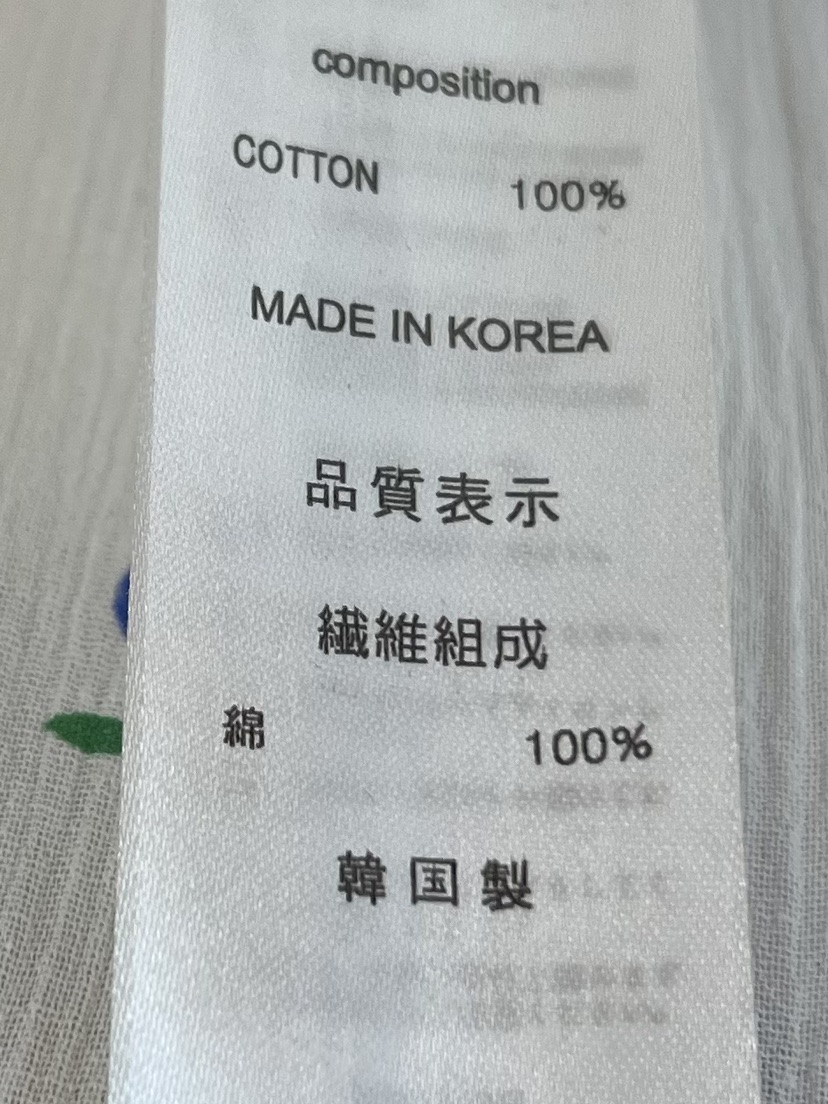 composition
COTTON 100%
MADE IN KOREA
品質表示
繊維組成
綿 100%
韓国製